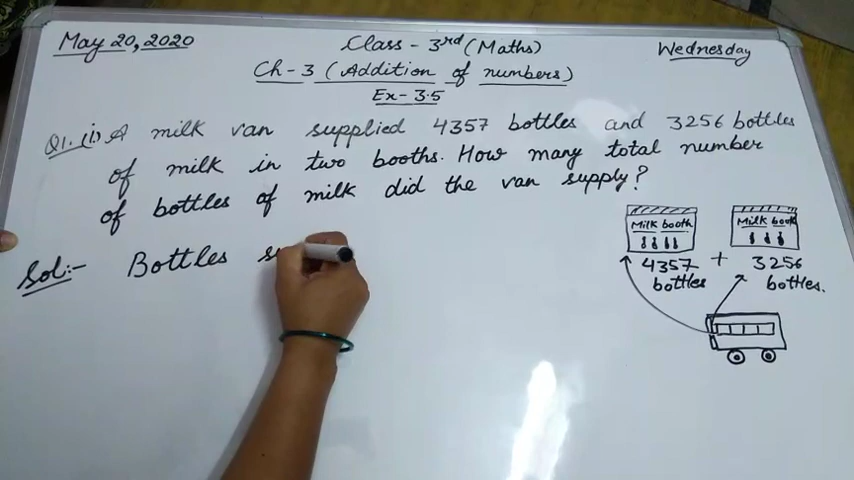 May 20, 2020 Class - 3rd (Maths) Wednesday
Ch-3 (Addition of numbers)
Ex-3.5
Q1. (i) A milk van supplied 4357 bottles and 3256 bottles
of milk in two booths. How many total number
of bottles of milk did the van supply?
Milk booth Milk booth
Sol:- Bottles su
4357 + 3256
bottles bottles.